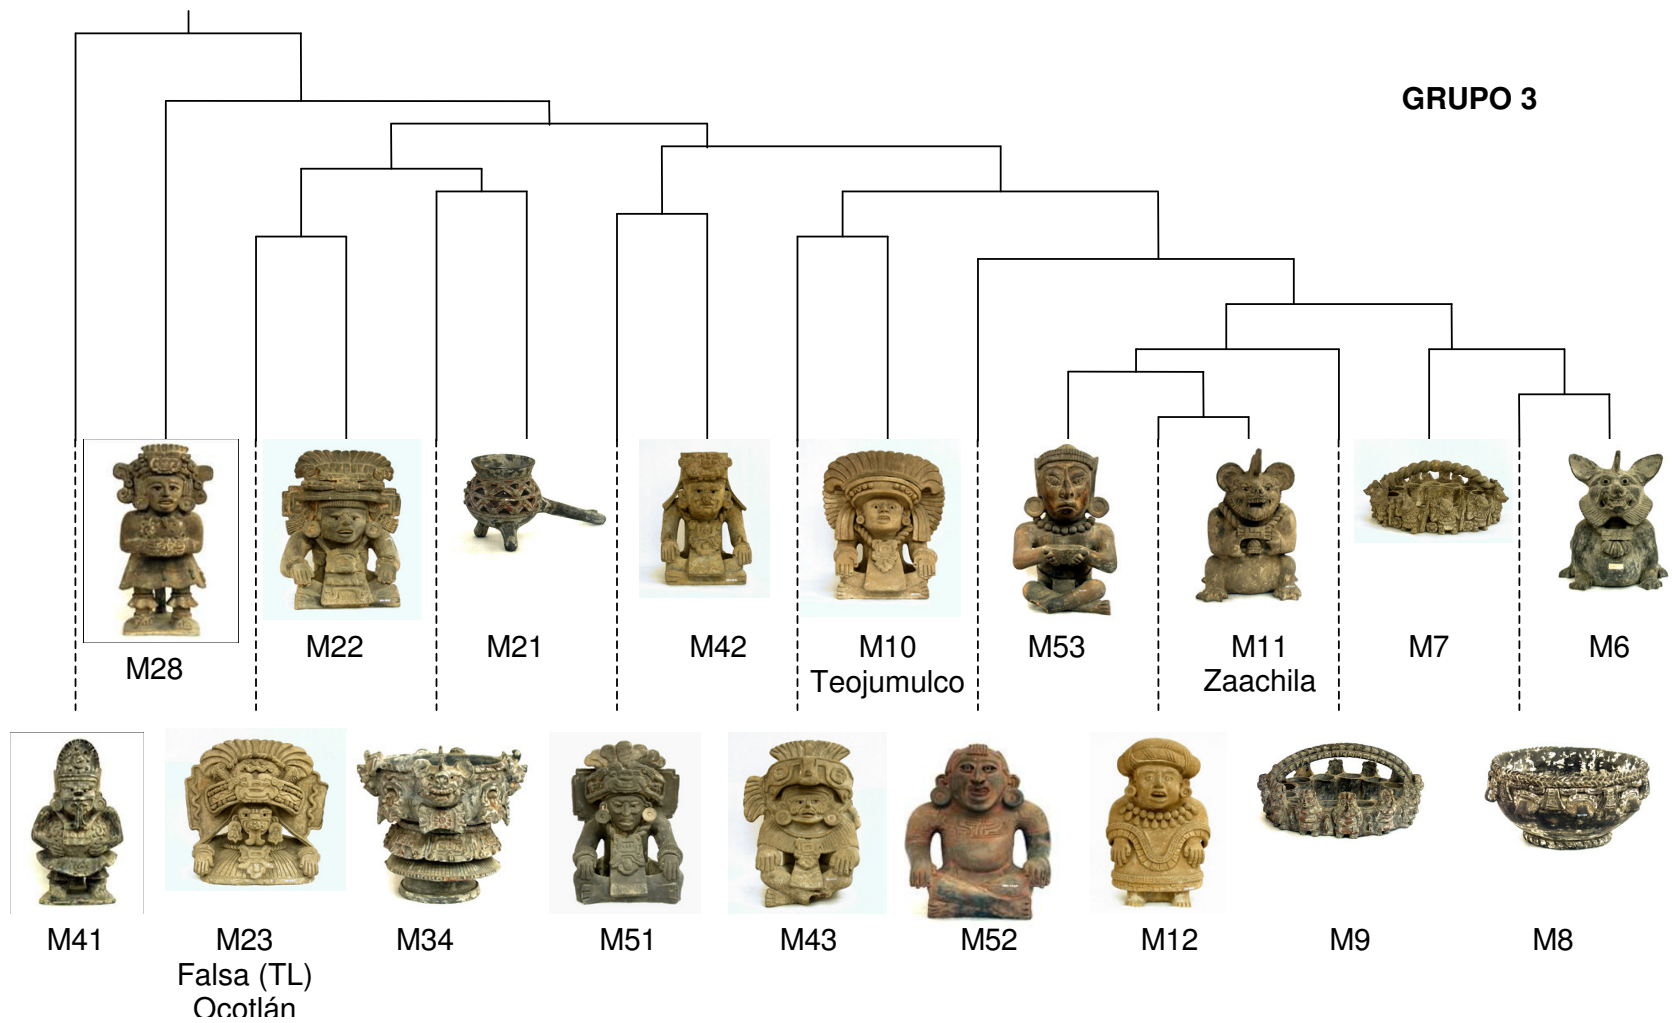 GRUPO 3
M28
M22
M21
M42
M10
Teojumulco
M53
M11
Zaachila
M7
M6
M41
M23
Falsa (TL)
Ocotlán
M34
M51
M43
M52
M12
M9
M8